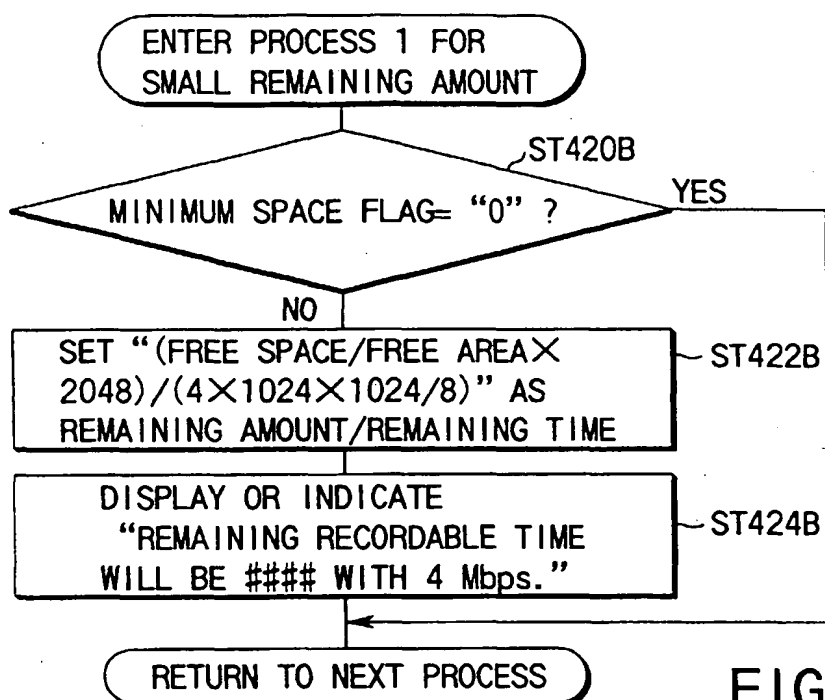 ENTER PROCESS 1 FOR
SMALL REMAINING AMOUNT
ST420B
MINIMUM SPACE FLAG= “0” ?
YES
NO
SET “(FREE SPACE/FREE AREA×
2048)/(4×1024×1024/8)” AS
REMAINING AMOUNT/REMAINING TIME
ST422B
DISPLAY OR INDICATE
“REMAINING RECORDABLE TIME
WILL BE #### WITH 4 Mbps.”
ST424B
RETURN TO NEXT PROCESS
FIG